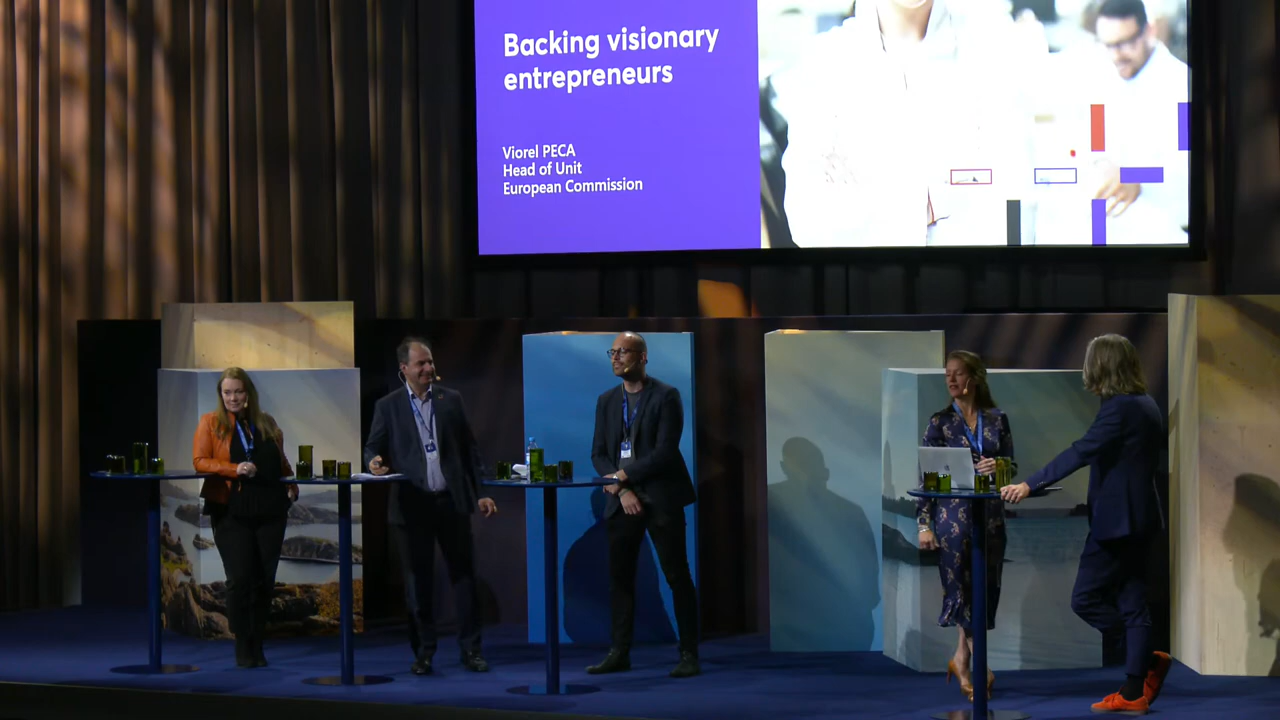 Backing visionary
entrepreneurs
Viorel PECA
Head of Unit
European Commission